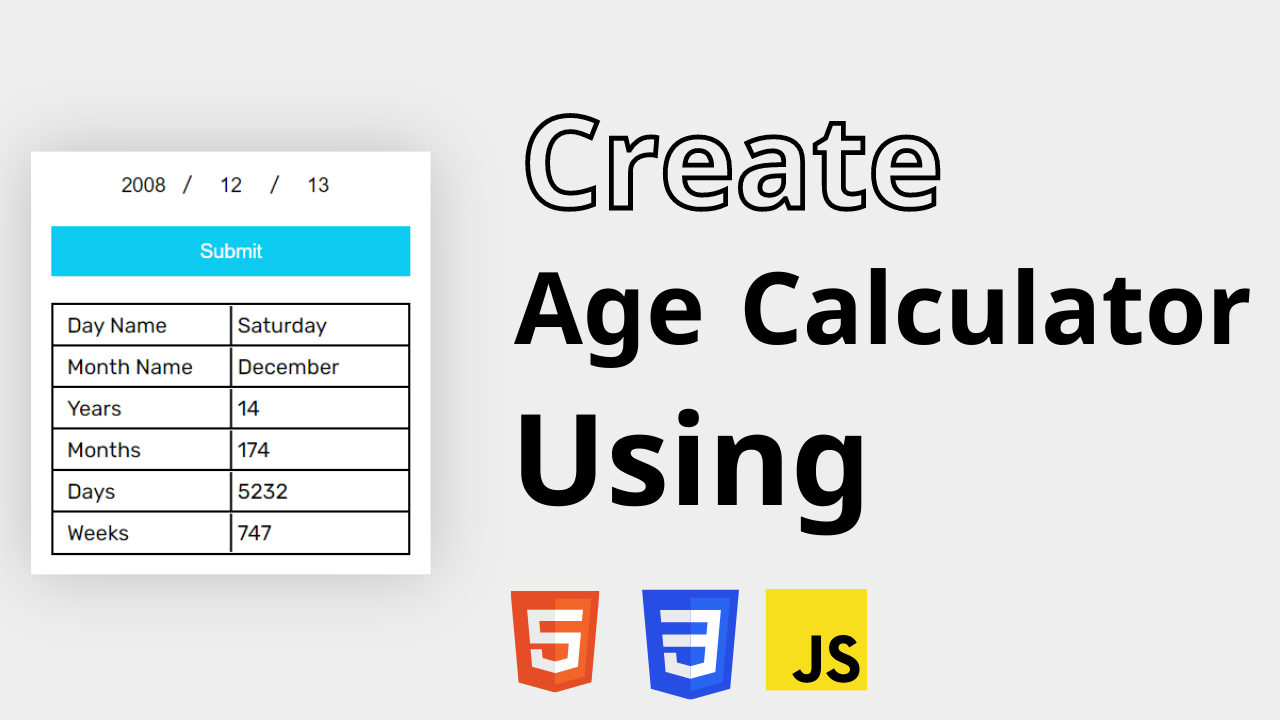 2008 / 12 / 13
Submit
Day Name Saturday
Month Name December
Years 14
Months 174
Days 5232
Weeks 747
Create
Age Calculator
Using
5 3 JS